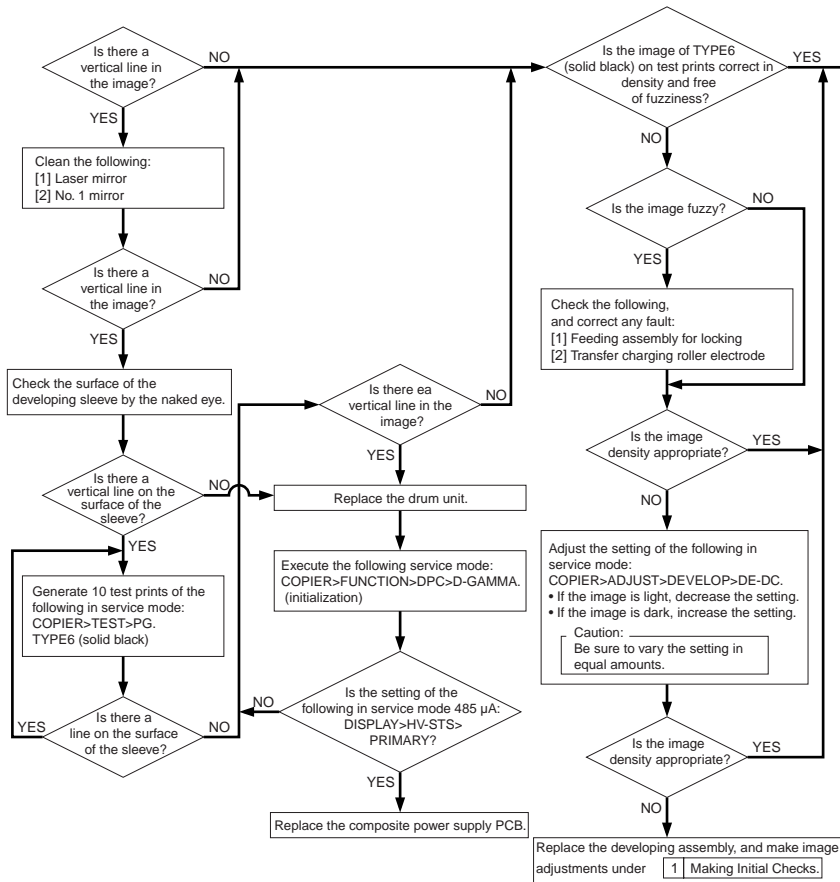 Is there a
vertical line in
the image?
NO
YES
Clean the following:
[1] Laser mirror
[2] No. 1 mirror
Is there a
vertical line in
the image?
NO
YES
Check the surface of the
developing sleeve by the naked eye.
Is there a
vertical line on the
surface of the
sleeve?
NO
YES
Generate 10 test prints of the
following in service mode:
COPIER>TEST>PG.
TYPE6 (solid black)
Is there a
line on the surface
of the sleeve?
YES
NO
Is there ea
vertical line in the
image?
NO
YES
Replace the drum unit.
Execute the following service mode:
COPIER>FUNCTION>DPC>D-GAMMA.
(initialization)
Is the setting of the
following in service mode 485 µA:
DISPLAY>HV-STS>
PRIMARY?
NO
YES
Replace the composite power supply PCB.
Is the image of TYPE6
(solid black) on test prints correct in
density and free
of fuzziness?
YES
NO
Is the image fuzzy?
NO
YES
Check the following,
and correct any fault:
[1] Feeding assembly for locking
[2] Transfer charging roller electrode
Is the image
density appropriate?
YES
NO
Adjust the setting of the following in
service mode:
COPIER>ADJUST>DEVELOP>DE-DC.
• If the image is light, decrease the setting.
• If the image is dark, increase the setting.
Caution:
Be sure to vary the setting in
equal amounts.
Is the image
density appropriate?
YES
NO
Replace the developing assembly, and make image
adjustments under 1 Making Initial Checks.